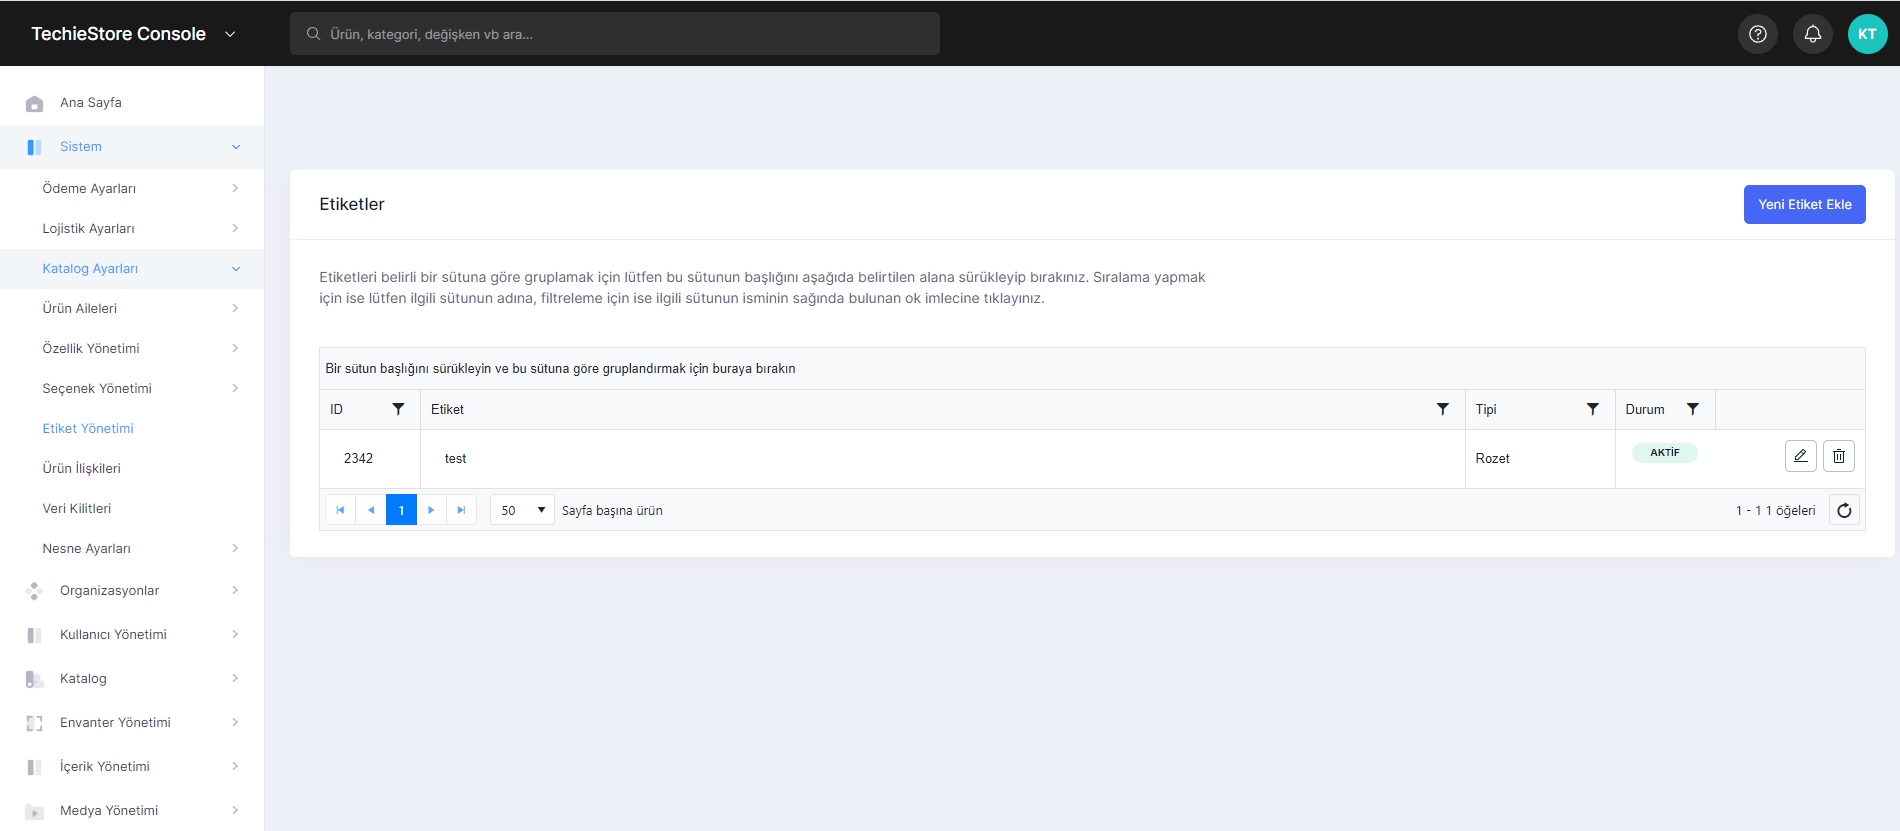 TechieStore Console
Ürün, kategori, değişken vb ara...
KT
Ana Sayfa
Sistem
Ödeme Ayarları
Lojistik Ayarları
Katalog Ayarları
Ürün Aileleri
Özellik Yönetimi
Seçenek Yönetimi
Etiket Yönetimi
Ürün İlişkileri
Veri Kilitleri
Nesne Ayarları
Organizasyonlar
Kullanıcı Yönetimi
Katalog
Envanter Yönetimi
İçerik Yönetimi
Medya Yönetimi
Etiketler
Yeni Etiket Ekle
Etiketleri belirli bir sütuna göre gruplamak için lütfen bu sütunun başlığını aşağıda belirtilen alana sürükleyip bırakınız. Sıralama yapmak
için ise lütfen ilgili sütunun adına, filtreleme için ise ilgili sütunun isminin sağında bulunan ok imlecine tıklayınız.
Bir sütun başlığını sürükleyin ve bu sütuna göre gruplandırmak için buraya bırakın
ID Etiket Tipi Durum
2342 test Rozet AKTİF
1 50 Sayfa başına ürün 1 - 1 1 öğeleri